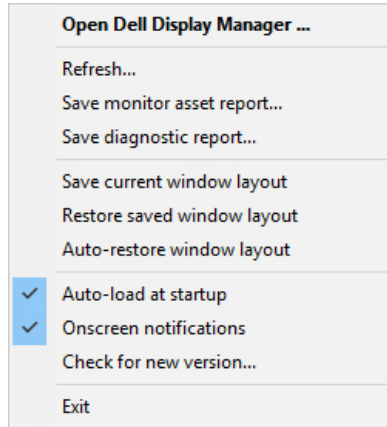 Open Dell Display Manager ...
Refresh...
Save monitor asset report...
Save diagnostic report...
Save current window layout
Restore saved window layout
Auto-restore window layout
Auto-load at startup
Onscreen notifications
Check for new version...
Exit